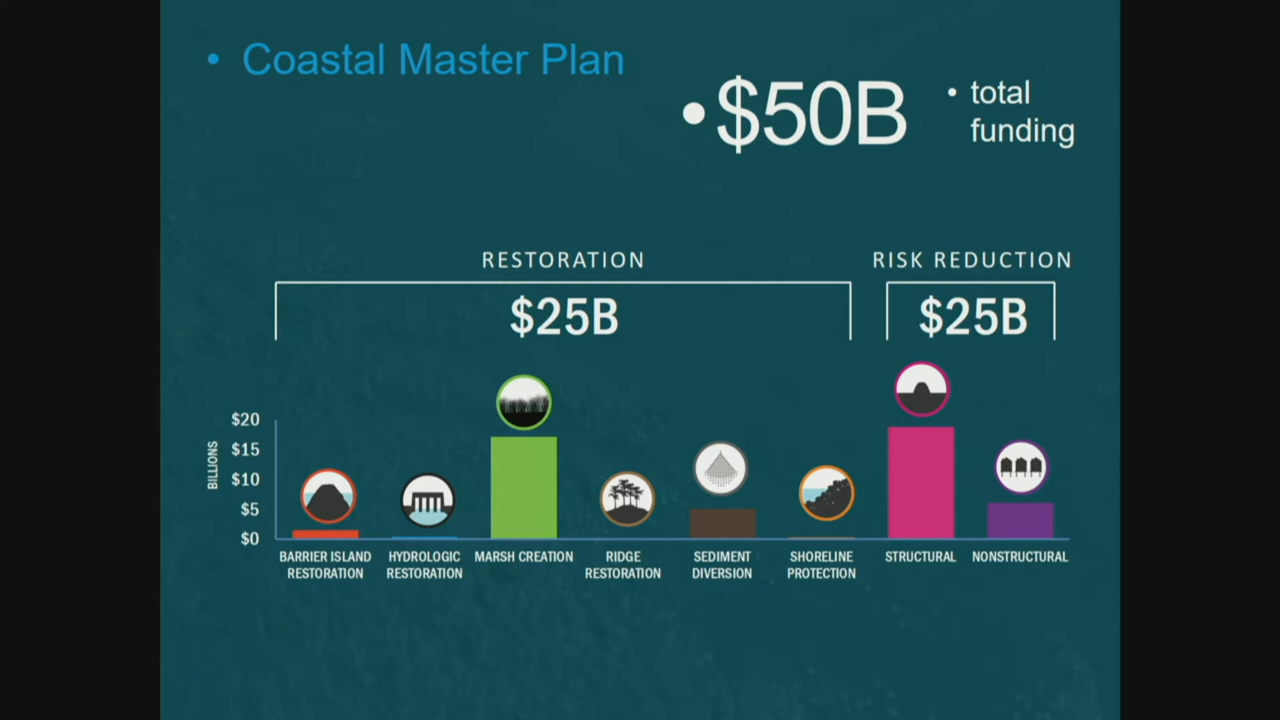 • Coastal Master Plan
• $50B
• total
funding
RESTORATION
RISK REDUCTION
$25B
$25B
BILLIONS
$20
$15
$10
$5
$0
BARRIER ISLAND
RESTORATION
HYDROLOGIC
RESTORATION
MARSH CREATION
RIDGE
RESTORATION
SEDIMENT
DIVERSION
SHORELINE
PROTECTION
STRUCTURAL
NONSTRUCTURAL